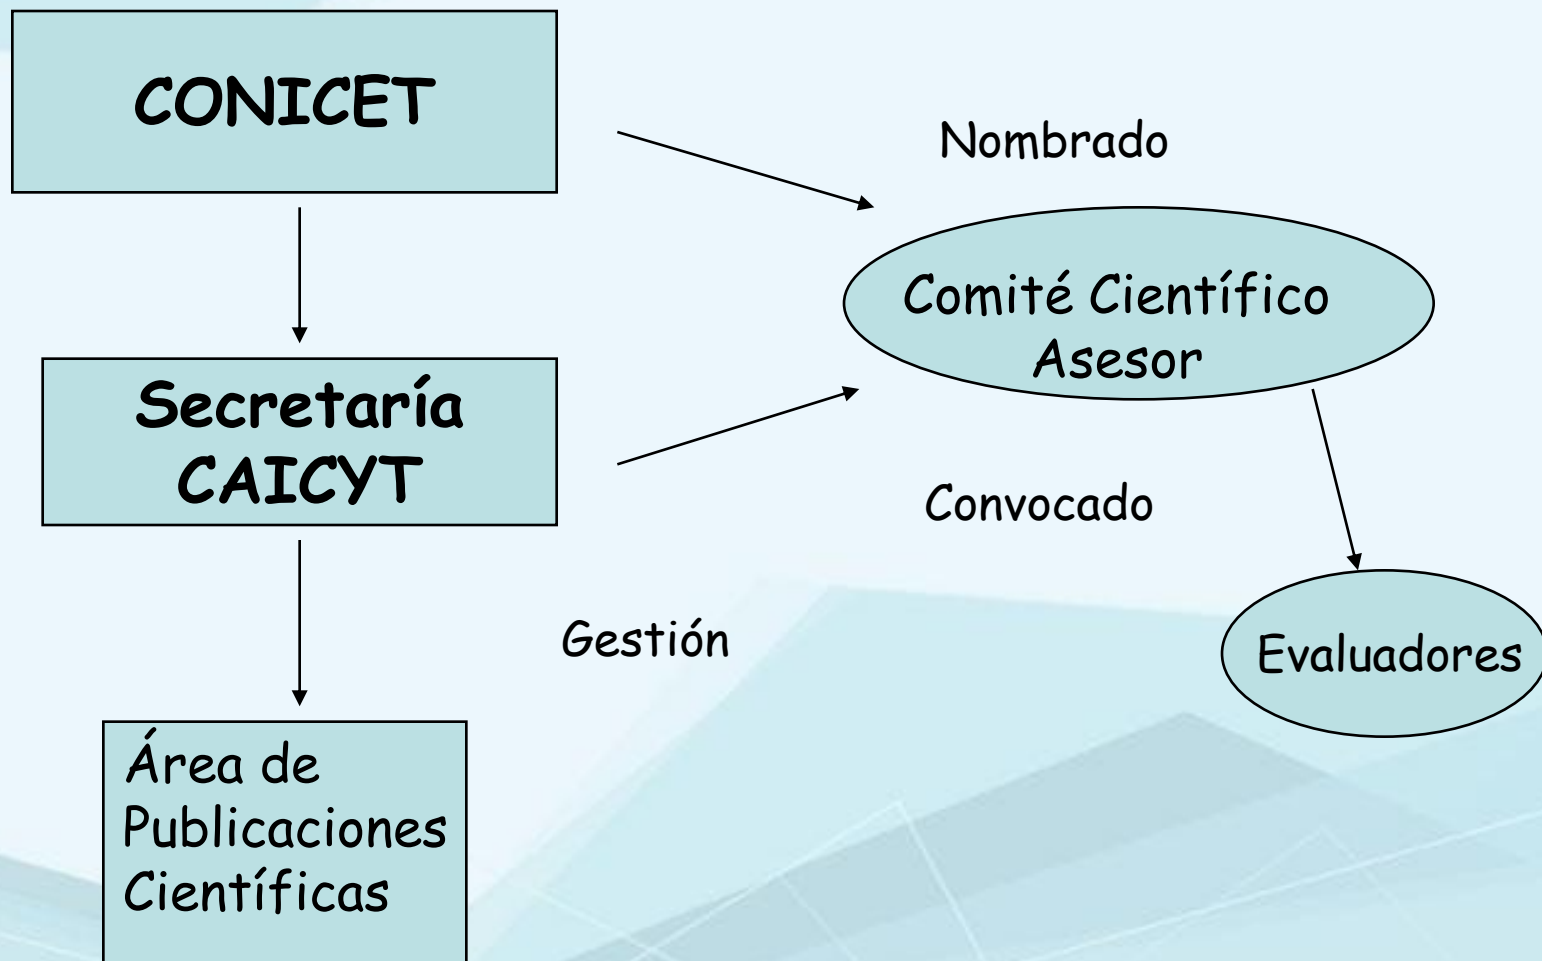 CONICET
Nombrado
Comité Científico
Asesor
Secretaría
CAICYT
Convocado
Gestión
Evaluadores
Área de
Publicaciones
Científicas